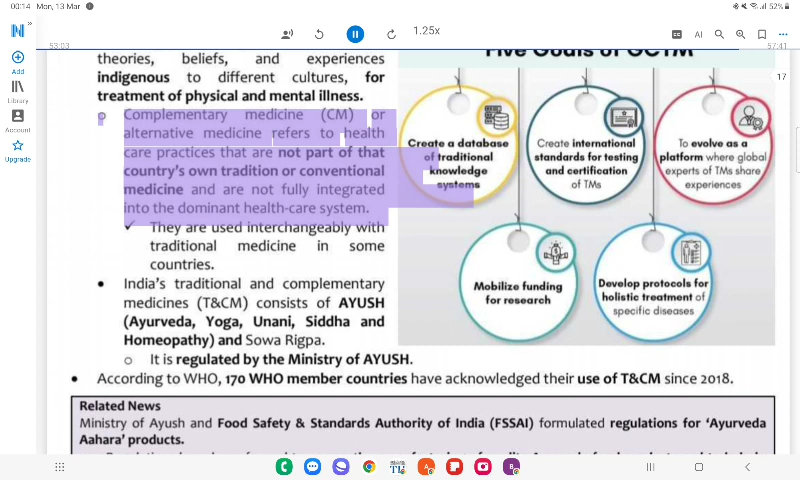 00:14 Mon, 13 Mar
52%
N
»
Add
Library
Account
Upgrade
1.25x
AI
53:03
57:41
17
theories, beliefs, and experiences
indigenous to different cultures, for
treatment of physical and mental illness.
o Complementary medicine (CM) or
alternative medicine refers to health
care practices that are not part of that
country's own tradition or conventional
medicine and are not fully integrated
into the dominant health-care system.
✓ They are used interchangeably with
traditional medicine in some
countries.
• India's traditional and complementary
medicines (T&CM) consists of AYUSH
(Ayurveda, Yoga, Unani, Siddha and
Homeopathy) and Sowa Rigpa.
o It is regulated by the Ministry of AYUSH.
• According to WHO, 170 WHO member countries have acknowledged their use of T&CM since 2018.
Five Goals of GCTM
Create a database
of traditional
knowledge
systems
Create international
standards for testing
and certification
of TMs
To evolve as a
platform where global
experts of TMs share
experiences
Mobilize funding
for research
Develop protocols for
holistic treatment of
specific diseases
Related News
Ministry of Ayush and Food Safety & Standards Authority of India (FSSAI) formulated regulations for 'Ayurveda
Aahara' products.